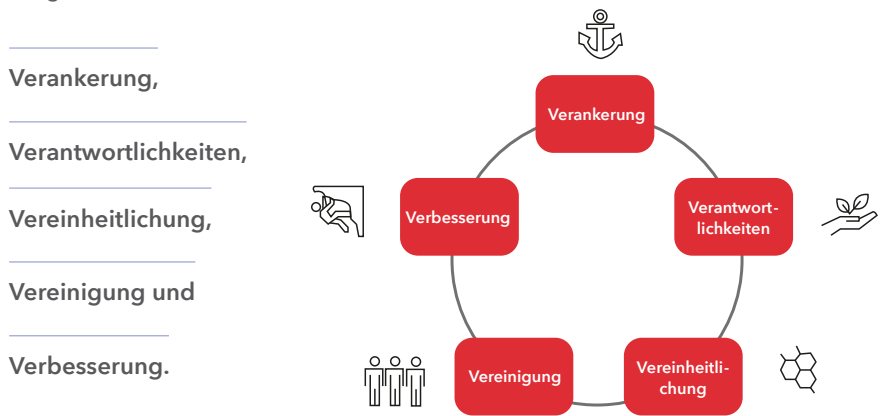 Verankerung,
Verantwortlichkeiten,
Vereinheitlichung,
Vereinigung und
Verbesserung.
Verankerung
Verantwort-
lichkeiten
Vereinheitli-
chung
Vereinigung
Verbesserung